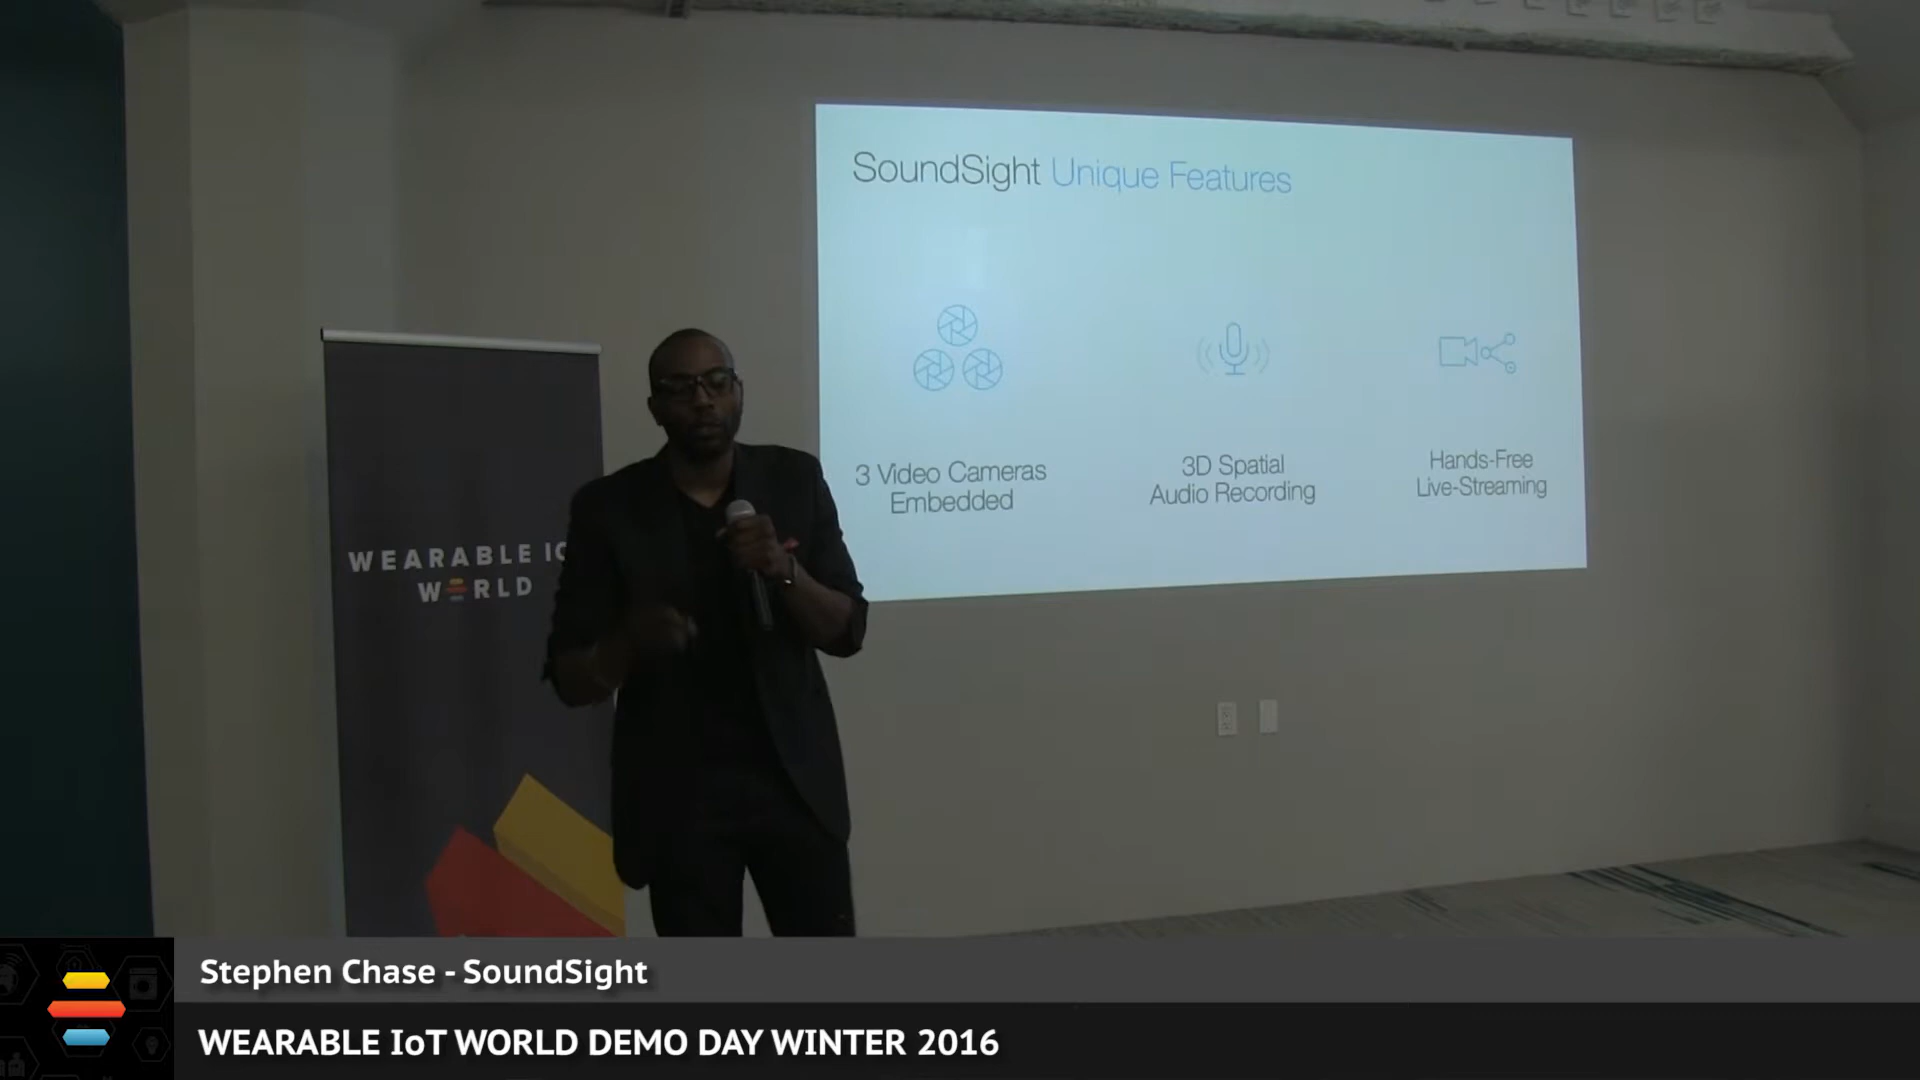 SoundSight Unique Features
3 Video Cameras
Embedded
3D Spatial
Audio Recording
Hands-Free
Live-Streaming
WEARABLE IO
W RLD
Stephen Chase - SoundSight
WEARABLE IoT WORLD DEMO DAY WINTER 2016